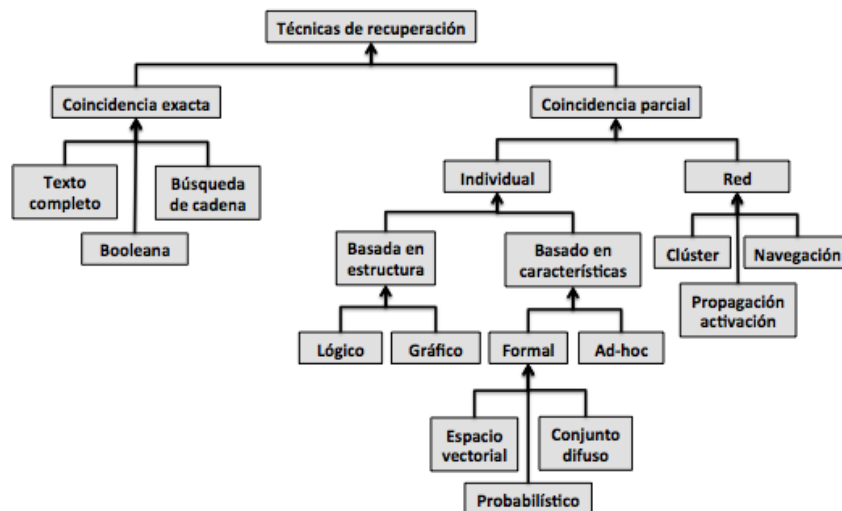 Técnicas de recuperación
Coincidencia exacta
Coincidencia parcial
Texto
completo
Búsqueda
de cadena
Booleana
Individual
Red
Basada en
estructura
Basado en
características
Clúster
Navegación
Propagación
activación
Lógico
Gráfico
Formal
Ad-hoc
Espacio
vectorial
Conjunto
difuso
Probabilístico